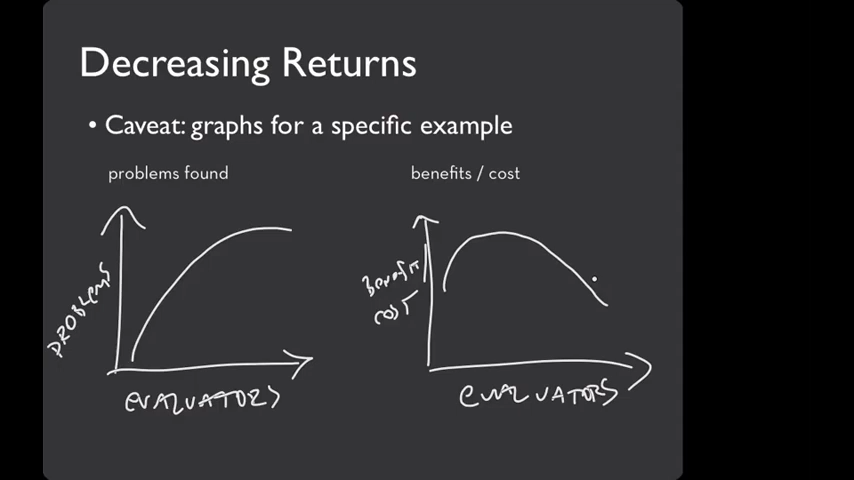 Decreasing Returns
• Caveat: graphs for a specific example
problems found
benefits / cost
PROBLEMS
EVALUATORS
Benefit
cost
EVALUATORS